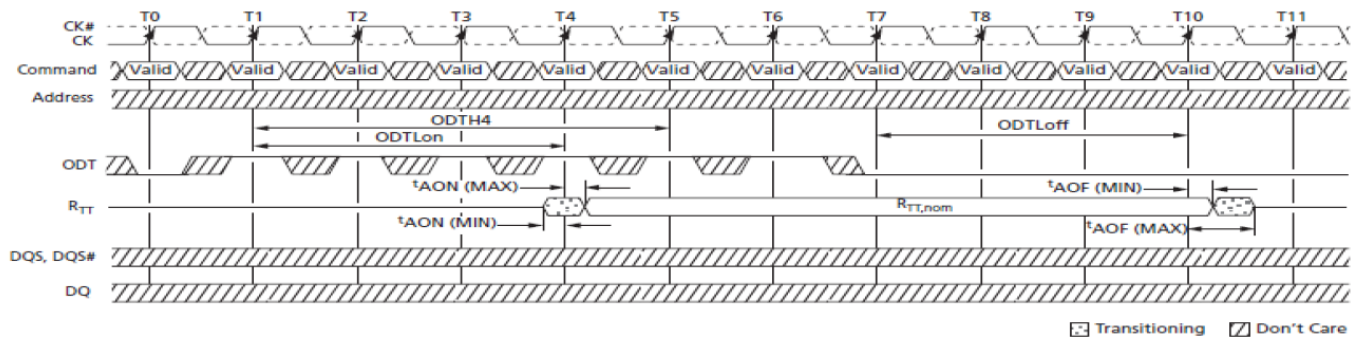 T0 T1 T2 T3 T4 T5 T6 T7 T8 T9 T10 T11
CK#
CK
Command Valid Valid Valid Valid Valid Valid Valid Valid Valid Valid Valid Valid
Address
ODTH4
ODTLoff
ODTLon
ODT
tAON (MAX) tAOF (MIN)
RTT RTT,nom
tAON (MIN) tAOF (MAX)
DQS, DQS#
DQ
Transitioning Don't Care